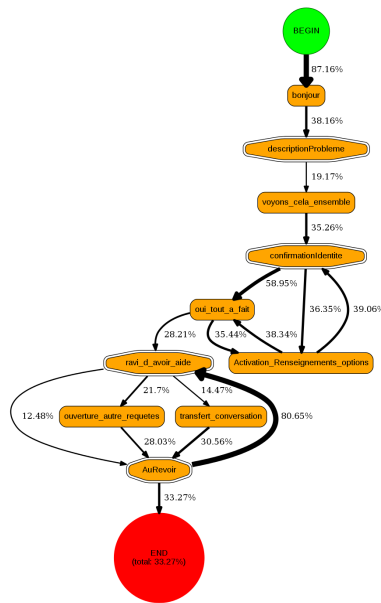 BEGIN
87.16%
bonjour
38.16%
descriptionProbleme
19.17%
voyons_cela_ensemble
35.26%
confirmationIdentite
58.95%
oui_tout_a_fait
36.35%
39.06%
28.21%
35.44%
38.34%
ravi_d_avoir_aide
Activation_Renseignements_options
21.7%
14.47%
12.48%
ouverture_autre_requetes
transfert_conversation
80.65%
28.03%
30.56%
AuRevoir
33.27%
END
(total: 33.27%)